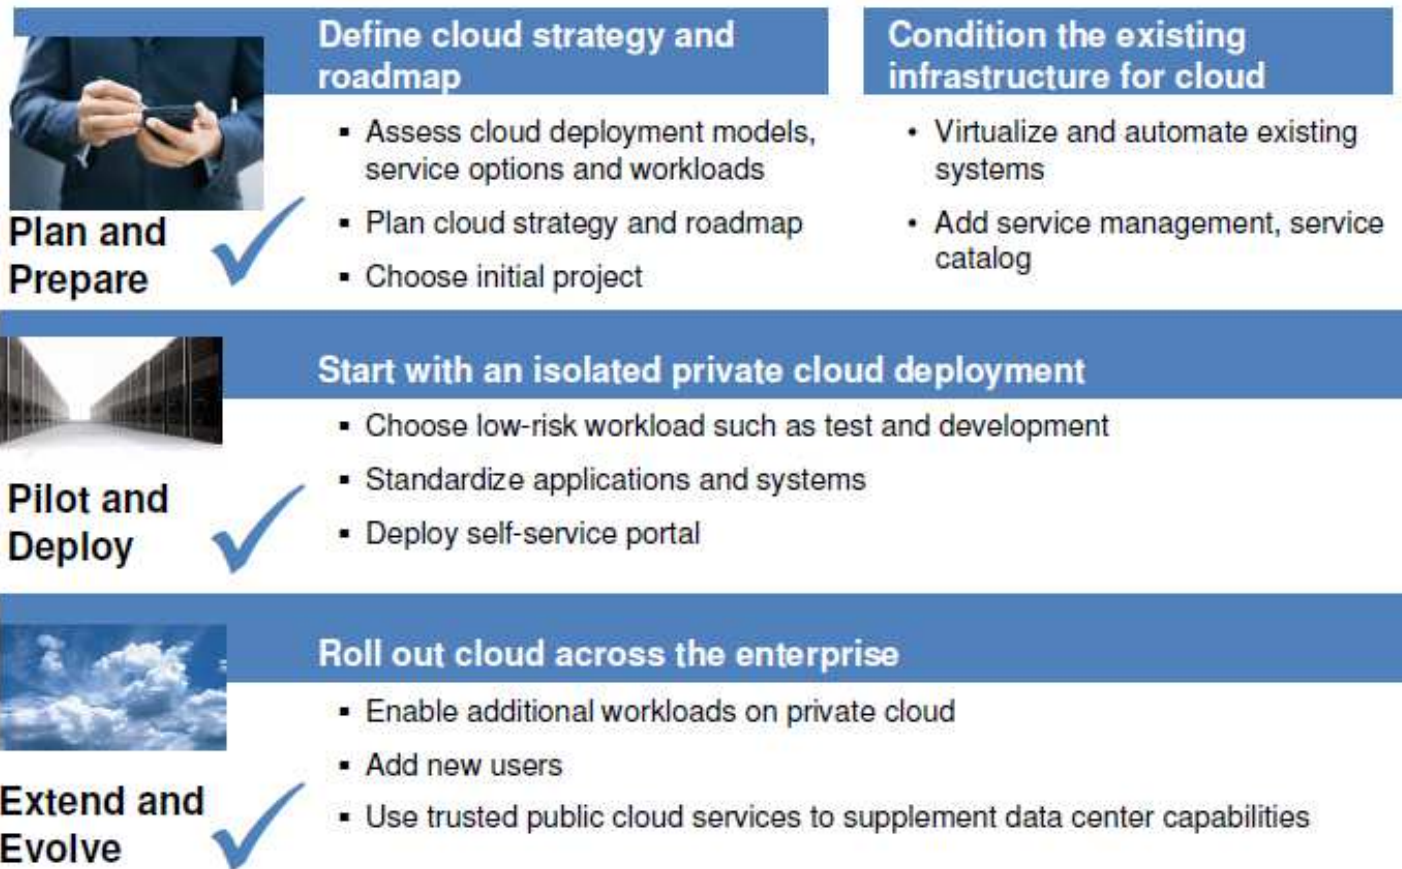 Define cloud strategy and
roadmap
▪ Assess cloud deployment models,
service options and workloads
▪ Plan cloud strategy and roadmap
▪ Choose initial project
Condition the existing
infrastructure for cloud
• Virtualize and automate existing
systems
• Add service management, service
catalog
Plan and
Prepare
Start with an isolated private cloud deployment
▪ Choose low-risk workload such as test and development
▪ Standardize applications and systems
▪ Deploy self-service portal
Pilot and
Deploy
Roll out cloud across the enterprise
▪ Enable additional workloads on private cloud
▪ Add new users
▪ Use trusted public cloud services to supplement data center capabilities
Extend and
Evolve